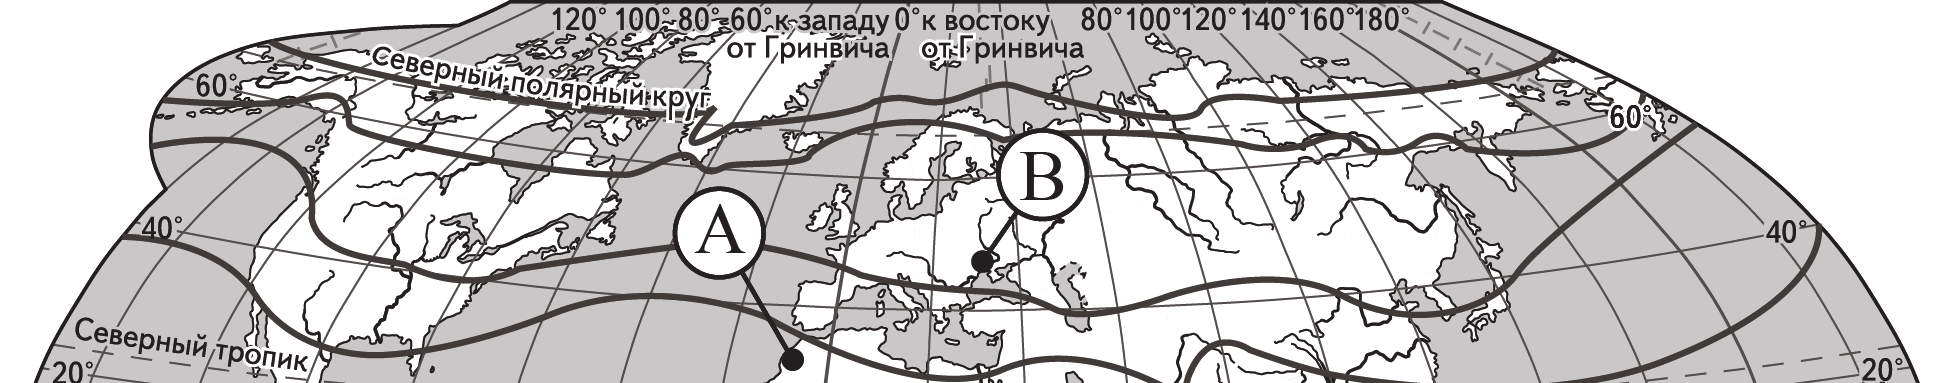 120° 100° 80° 60° к западу 0° к востоку 80° 100° 120° 140° 160° 180°
от Гринвича от Гринвича
Северный полярный круг
60°
60°
В
А
40°
40°
Северный тропик
20°
20°